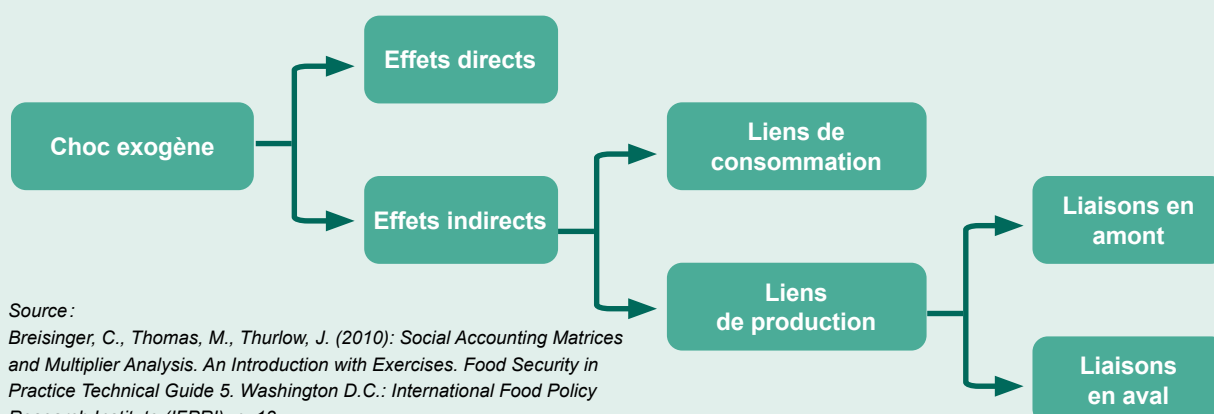 Effets directs
Choc exogène
Liens de
consommation
Effets indirects
Liaisons en
amont
Liens
de production
Liaisons
en aval
Source :
Breisinger, C., Thomas, M., Thurlow, J. (2010): Social Accounting Matrices
and Multiplier Analysis. An Introduction with Exercises. Food Security in
Practice Technical Guide 5. Washington D.C.: International Food Policy